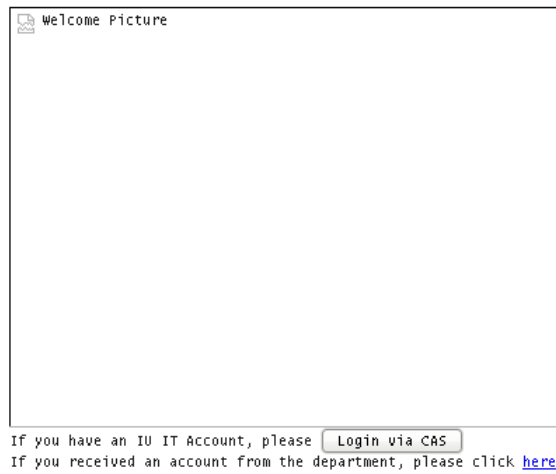 Welcome Picture
If you have an IU IT Account, please Login via CAS
If you received an account from the department, please click here